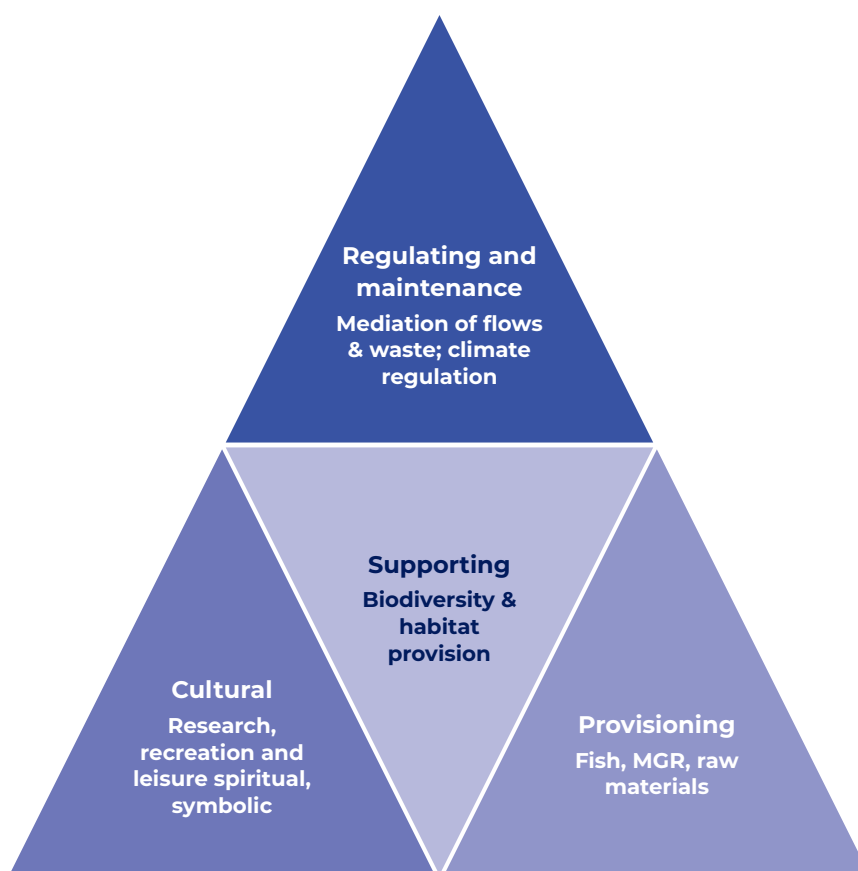 Regulating and
maintenance
Mediation of flows
& waste; climate
regulation
Supporting
Biodiversity &
habitat
provision
Cultural
Research,
recreation and
leisure spiritual,
symbolic
Provisioning
Fish, MGR, raw
materials